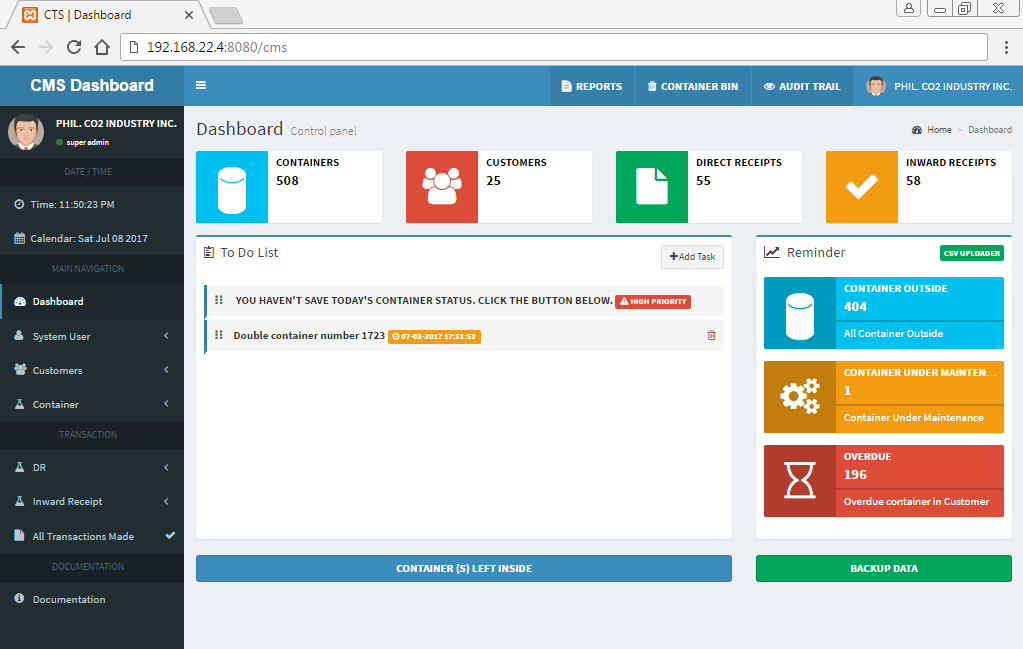 CTS | Dashboard
192.168.22.4:8080/cms
CMS Dashboard
REPORTS
CONTAINER BIN
AUDIT TRAIL
PHIL. CO2 INDUSTRY INC.
PHIL. CO2 INDUSTRY INC.
super admin
DATE / TIME
Time: 11:50:23 PM
Calendar: Sat Jul 08 2017
MAIN NAVIGATION
Dashboard
System User
Customers
Container
TRANSACTION
DR
Inward Receipt
All Transactions Made
DOCUMENTATION
Documentation
Dashboard Control panel
Home > Dashboard
CONTAINERS
508
CUSTOMERS
25
DIRECT RECEIPTS
55
INWARD RECEIPTS
58
To Do List
Add Task
YOU HAVEN'T SAVE TODAY'S CONTAINER STATUS. CLICK THE BUTTON BELOW. HIGH PRIORITY
Double container number 1723 07-03-2017 17:51:52
CONTAINER (S) LEFT INSIDE
Reminder
CSV UPLOADER
CONTAINER OUTSIDE
404
All Container Outside
CONTAINER UNDER MAINTEN...
1
Container Under Maintenance
OVERDUE
196
Overdue container in Customer
BACKUP DATA